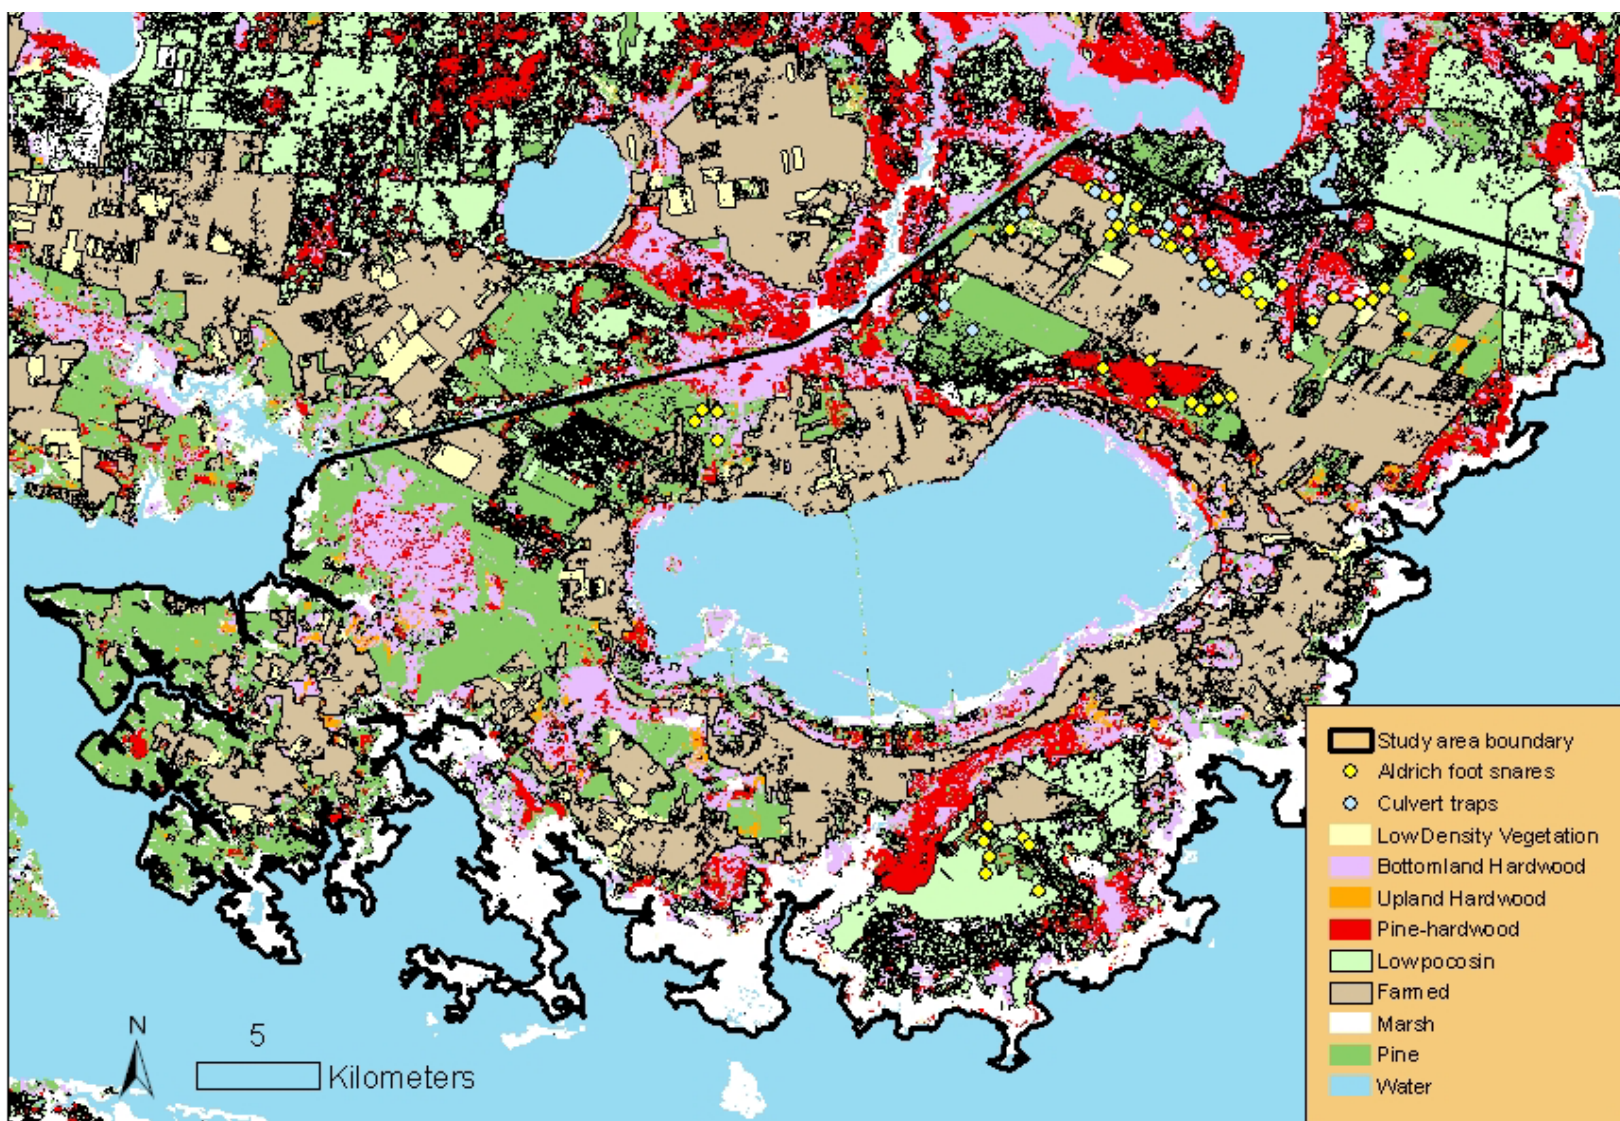 Study area boundary
Aldrich foot snares
Culvert traps
Low Density Vegetation
Bottomland Hardwood
Upland Hardwood
Pine-hardwood
Low pocosin
Farmed
Marsh
Pine
Water
N
5
Kilometers